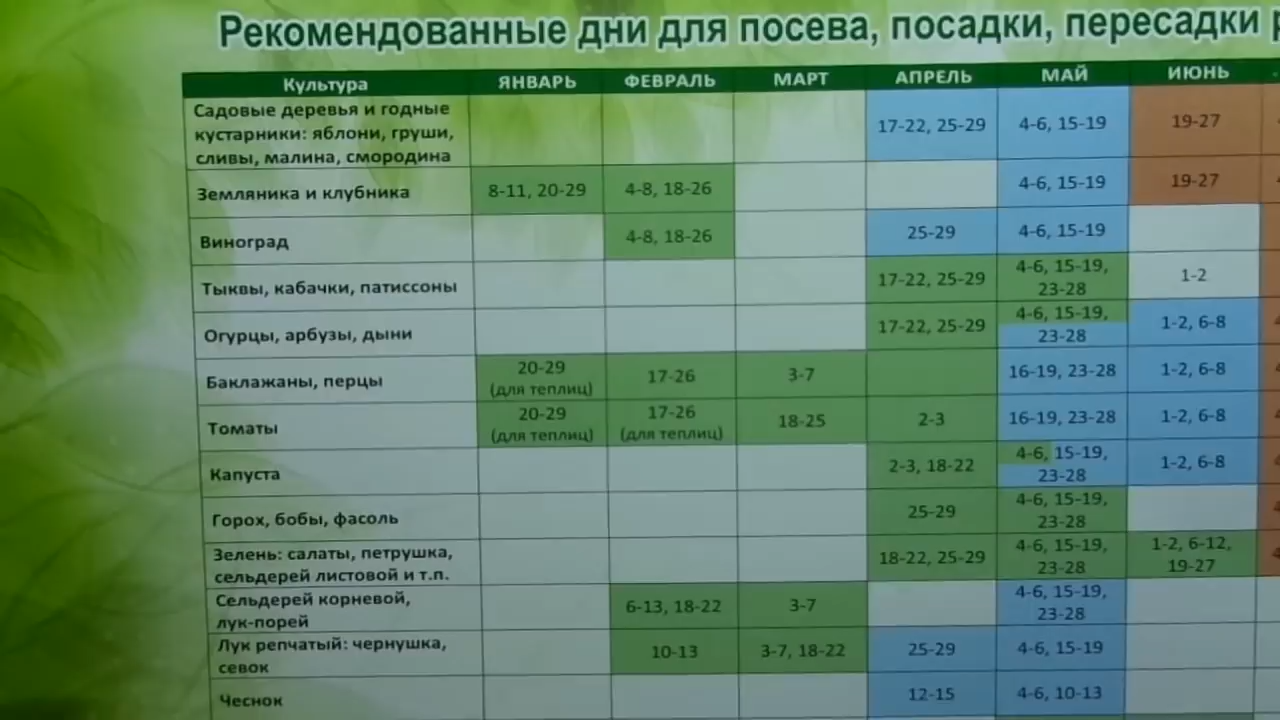 Рекомендованные дни для посева, посадки, пересадки
Культура ЯНВАРЬ ФЕВРАЛЬ МАРТ АПРЕЛЬ МАЙ ИЮНЬ
Садовые деревья и годные
кустарники: яблони, груши,
сливы, малина, смородина
17-22, 25-29 4-6, 15-19 19-27
Земляника и клубника 8-11, 20-29 4-8, 18-26 4-6, 15-19 19-27
Виноград 4-8, 18-26 25-29 4-6, 15-19
Тыквы, кабачки, патиссоны 17-22, 25-29 4-6, 15-19,
23-28 1-2
Огурцы, арбузы, дыни 17-22, 25-29 4-6, 15-19,
23-28 1-2, 6-8
Баклажаны, перцы 20-29
(для теплиц) 17-26 3-7 16-19, 23-28 1-2, 6-8
Томаты 20-29
(для теплиц) 17-26
(для теплиц) 18-25 2-3 16-19, 23-28 1-2, 6-8
Капуста 2-3, 18-22 4-6, 15-19,
23-28 1-2, 6-8
Горох, бобы, фасоль 25-29 4-6, 15-19,
23-28
Зелень: салаты, петрушка,
сельдерей листовой и т.п. 18-22, 25-29 4-6, 15-19,
23-28 1-2, 6-12,
19-27
Сельдерей корневой,
лук-порей 6-13, 18-22 3-7 4-6, 15-19,
23-28
Лук репчатый: чернушка,
севок 10-13 3-7, 18-22 25-29 4-6, 15-19
Чеснок 12-15 4-6, 10-13